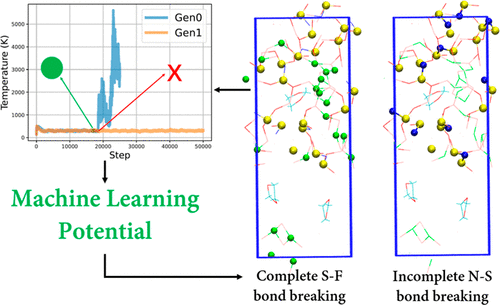 Temperature (K)
5000
4000
3000
2000
1000
0
Gen0
Gen1
X
0
10000
20000
30000
40000
50000
Step
Machine Learning
Potential
Complete S-F
bond breaking
Incomplete N-S
bond breaking